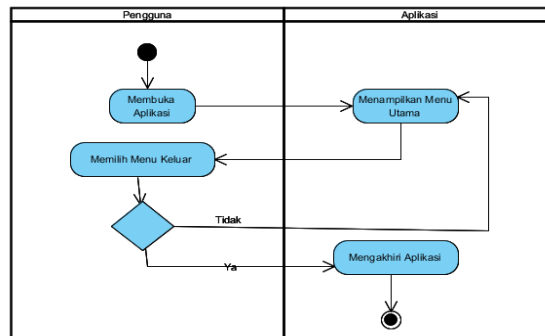 Pengguna
Aplikasi
Membuka
Aplikasi
Menampilkan Menu
Utama
Memilih Menu Keluar
Tidak
Ya
Mengakhiri Aplikasi